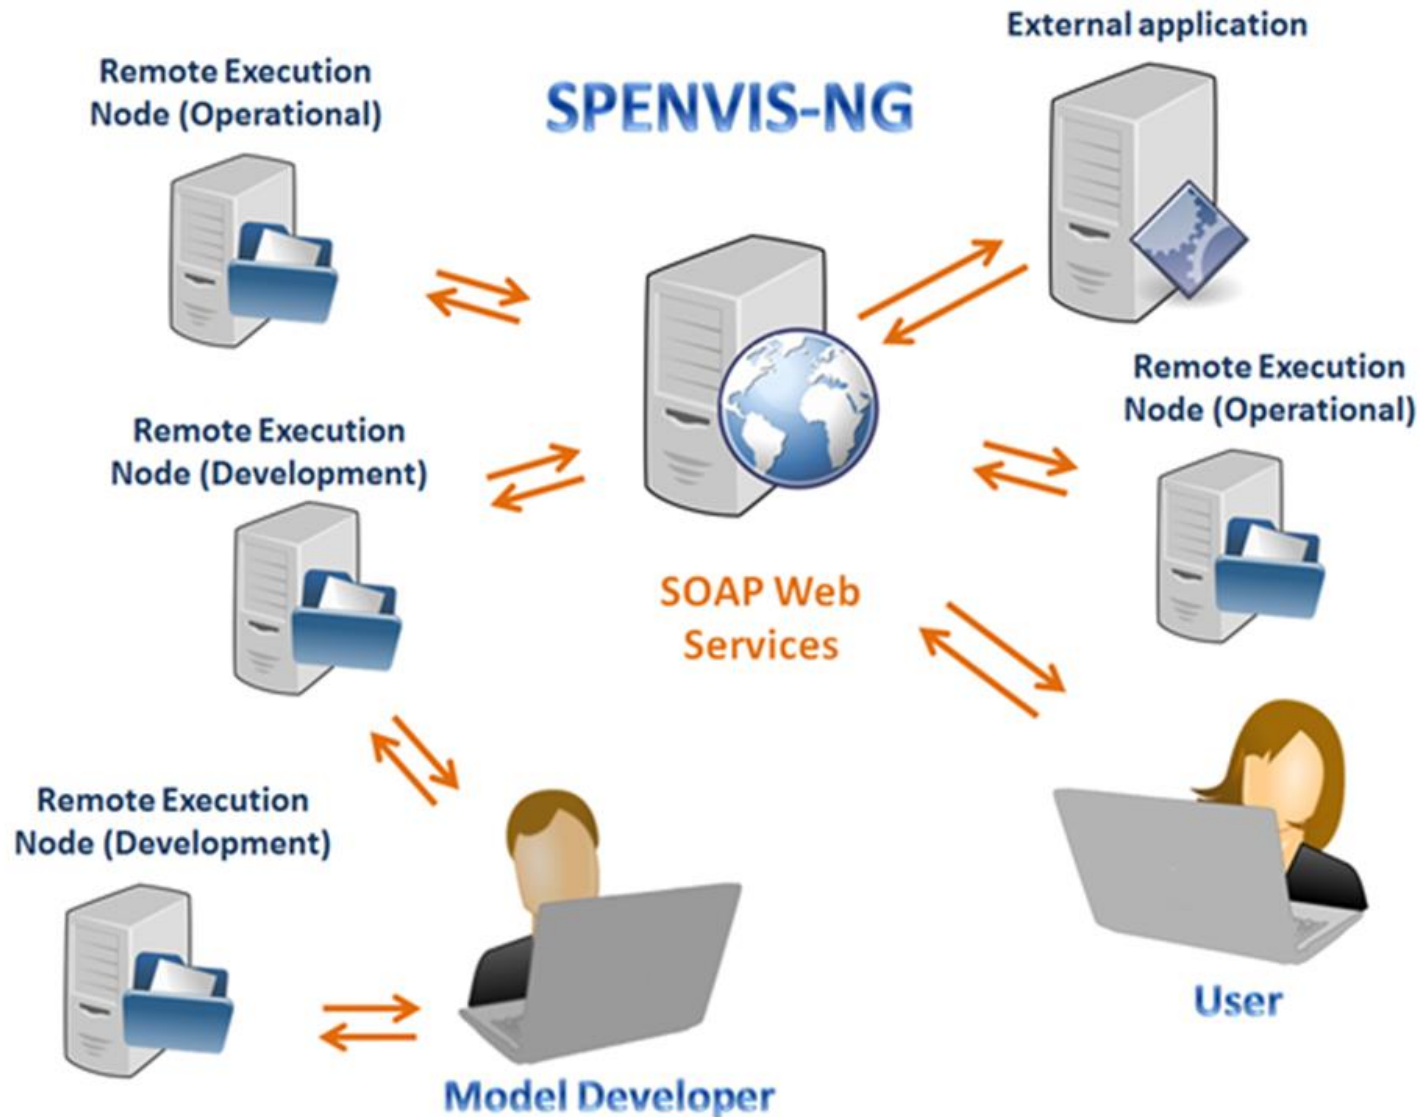 External application
Remote Execution
Node (Operational)
SPENVIS-NG
Remote Execution
Node (Operational)
Remote Execution
Node (Development)
SOAP Web
Services
Remote Execution
Node (Development)
User
Model Developer